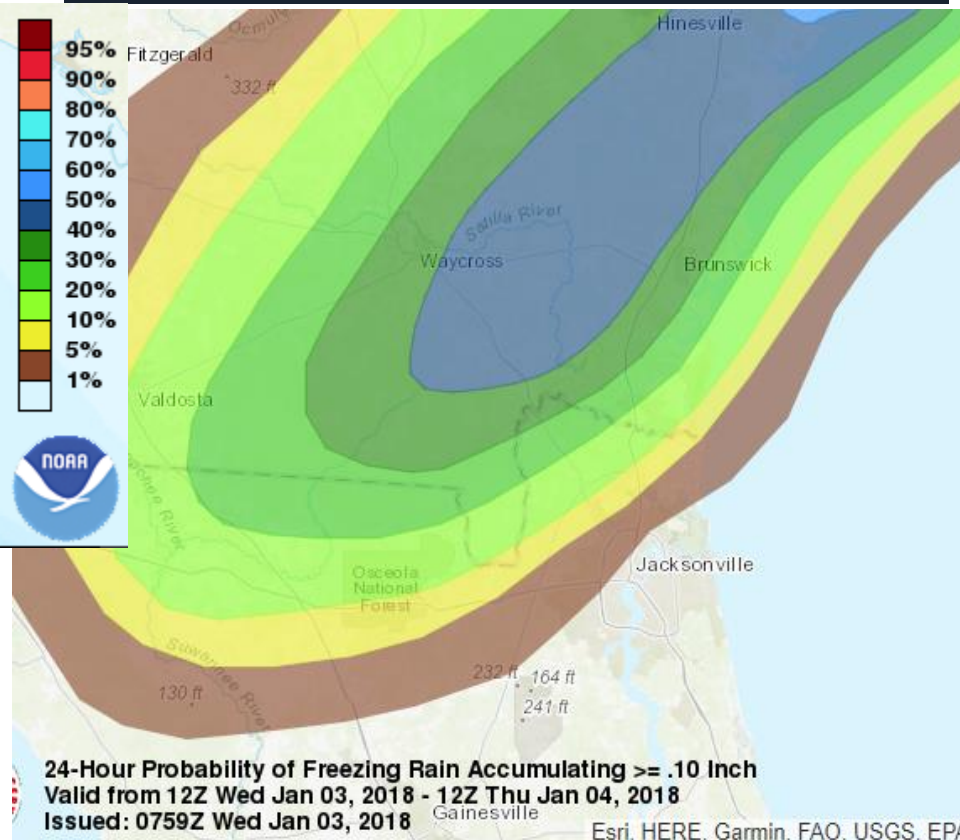 95%
90%
80%
70%
60%
50%
40%
30%
20%
10%
5%
1%
NOAA
Hinesville
Ocmulg
Fitzgerald
332 ft
Satilla River
Waycross
Brunswick
Valdosta
River
Osceola
National
Forest
Jacksonville
Suwannee River
130 ft
232 ft
164 ft
241 ft
24-Hour Probability of Freezing Rain Accumulating >= .10 Inch
Valid from 12Z Wed Jan 03, 2018 - 12Z Thu Jan 04, 2018
Issued: 0759Z Wed Jan 03, 2018
Gainesville
Esri, HERE, Garmin, FAO, USGS, EPA